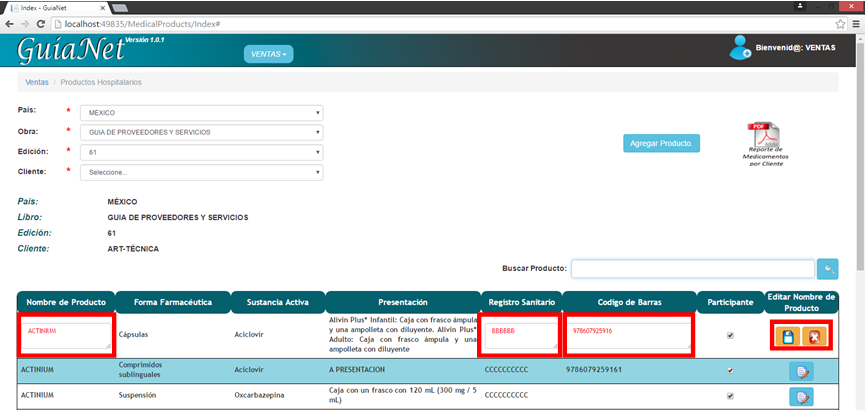 Index - GuiaNet
localhost:49835/MedicalProducts/Index#
GuíaNet Versión 1.0.1
VENTAS
Bienvenid@: VENTAS
Ventas / Productos Hospitalarios
País: * MÉXICO
Obra: * GUIA DE PROVEEDORES Y SERVICIOS
Edición: * 61
Cliente: * Seleccione...
Agregar Producto.
PDF
Adobe
Reporte de
Medicamentos
por Cliente
País: MÉXICO
Libro: GUIA DE PROVEEDORES Y SERVICIOS
Edición: 61
Cliente: ART-TÉCNICA
Buscar Producto:
Nombre de Producto Forma Farmacéutica Sustancia Activa Presentación Registro Sanitario Codigo de Barras Participante Editar Nombre de
Producto
ACTINIUM Cápsulas Aciclovir Alivin Plus* Infantil: Caja con frasco ámpula
y una ampolleta con diluyente. Alivin Plus*
Adulto: Caja con frasco ámpula y una
ampolleta con diluyente BBBBBB 978607925916
ACTINIUM Comprimidos
sublinguales Aciclovir A PRESENTACION CCCCCCCCCC 9786079259161
ACTINIUM Suspensión Oxcarbazepina Caja con un frasco con 120 mL (300 mg / 5
mL) CCCCCCCCCC